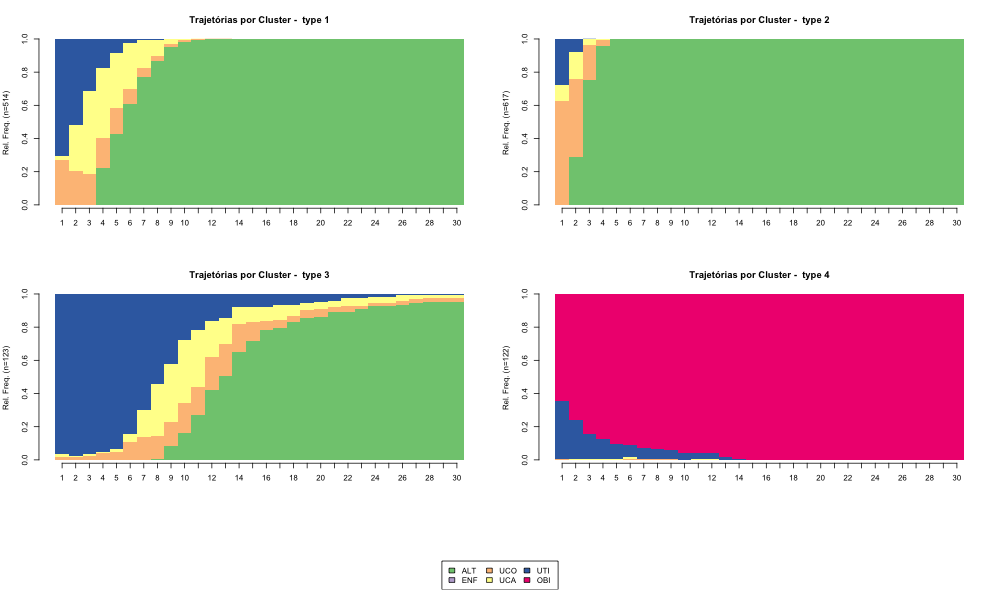 Trajetórias por Cluster -  type 1
Rel. Freq. (n=514)
0.0 0.2 0.4 0.6 0.8 1.0
1 2 3 4 5 6 7 8 9 10 12 14 16 18 20 22 24 26 28 30
Trajetórias por Cluster -  type 2
Rel. Freq. (n=617)
0.0 0.2 0.4 0.6 0.8 1.0
1 2 3 4 5 6 7 8 9 10 12 14 16 18 20 22 24 26 28 30
Trajetórias por Cluster -  type 3
Rel. Freq. (n=123)
0.0 0.2 0.4 0.6 0.8 1.0
1 2 3 4 5 6 7 8 9 10 12 14 16 18 20 22 24 26 28 30
Trajetórias por Cluster -  type 4
Rel. Freq. (n=122)
0.0 0.2 0.4 0.6 0.8 1.0
1 2 3 4 5 6 7 8 9 10 12 14 16 18 20 22 24 26 28 30
ALT UCO UTI
ENF UCA OBI